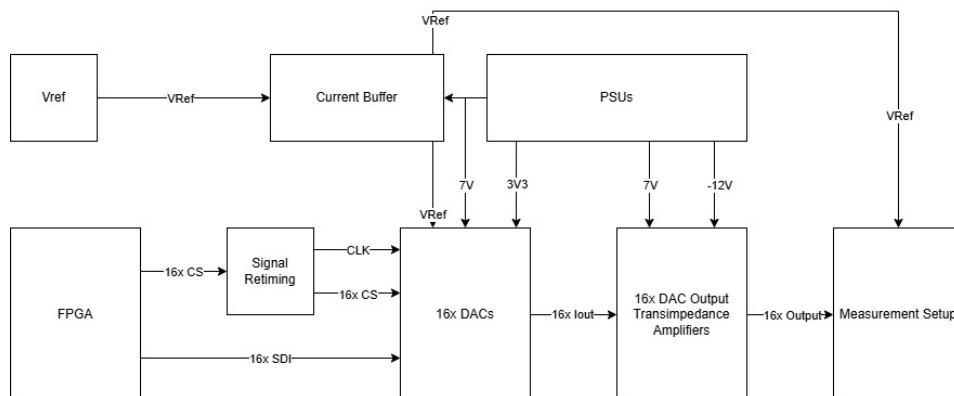 VRef
Vref
VRef
Current Buffer
PSUs
VRef
7V
3V3
7V
-12V
VRef
FPGA
16x CS
Signal
Retiming
CLK
16x CS
16x SDI
16x DACs
16x Iout
16x DAC Output
Transimpedance
Amplifiers
16x Output
Measurement Setup